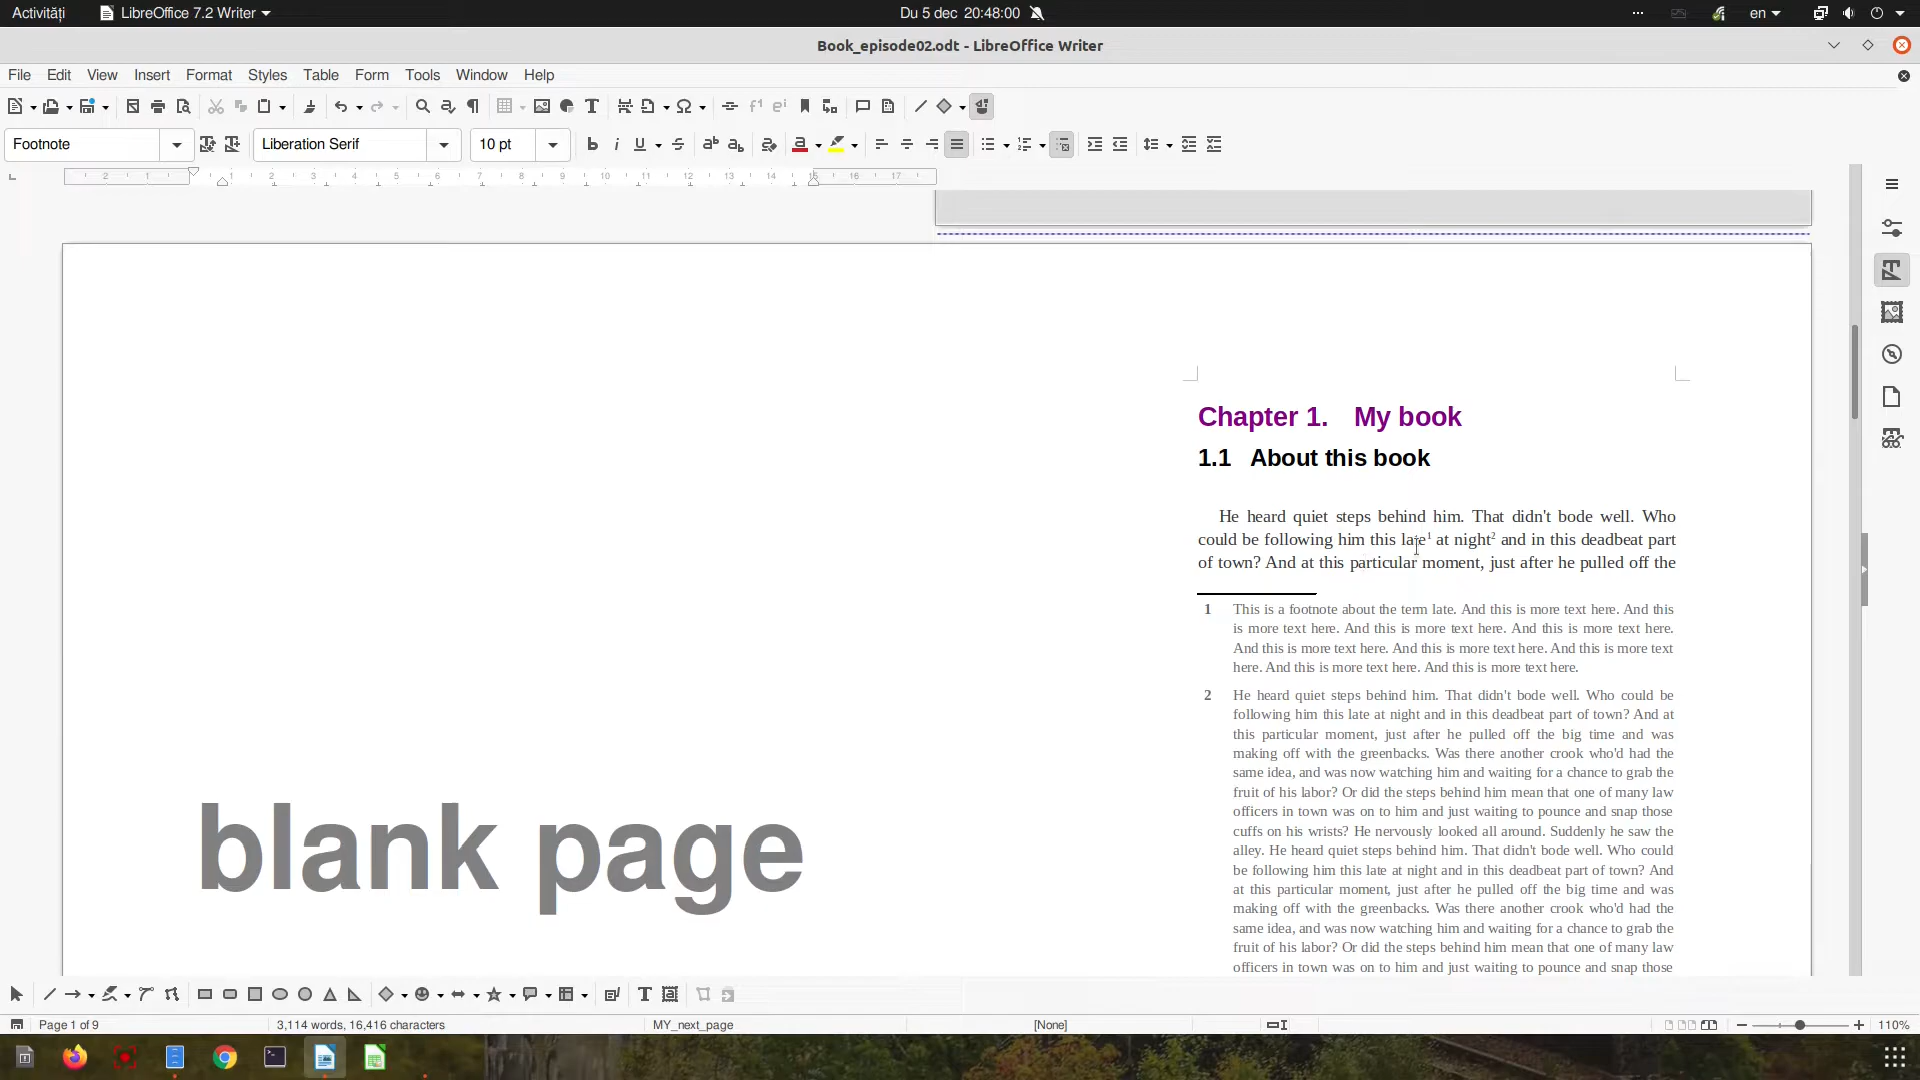 Activități LibreOffice 7.2 Writer Du 5 dec 20:48:00 en
Book_episode02.odt - LibreOffice Writer
File Edit View Insert Format Styles Table Form Tools Window Help
Footnote Liberation Serif 10 pt
2 1 1 2 3 4 5 6 7 8 9 10 11 12 13 14 15 16 17
Chapter 1. My book
1.1 About this book
He heard quiet steps behind him. That didn't bode well. Who
could be following him this late1 at night2 and in this deadbeat part
of town? And at this particular moment, just after he pulled off the
1 This is a footnote about the term late. And this is more text here. And this
is more text here. And this is more text here. And this is more text here.
And this is more text here. And this is more text here. And this is more text
here. And this is more text here. And this is more text here.
2 He heard quiet steps behind him. That didn't bode well. Who could be
following him this late at night and in this deadbeat part of town? And at
this particular moment, just after he pulled off the big time and was
making off with the greenbacks. Was there another crook who'd had the
same idea, and was now watching him and waiting for a chance to grab the
fruit of his labor? Or did the steps behind him mean that one of many law
officers in town was on to him and just waiting to pounce and snap those
cuffs on his wrists? He nervously looked all around. Suddenly he saw the
alley. He heard quiet steps behind him. That didn't bode well. Who could
be following him this late at night and in this deadbeat part of town? And
at this particular moment, just after he pulled off the big time and was
making off with the greenbacks. Was there another crook who'd had the
same idea, and was now watching him and waiting for a chance to grab the
fruit of his labor? Or did the steps behind him mean that one of many law
officers in town was on to him and just waiting to pounce and snap those
blank page
Page 1 of 9 3,114 words, 16,416 characters MY_next_page [None] 110%